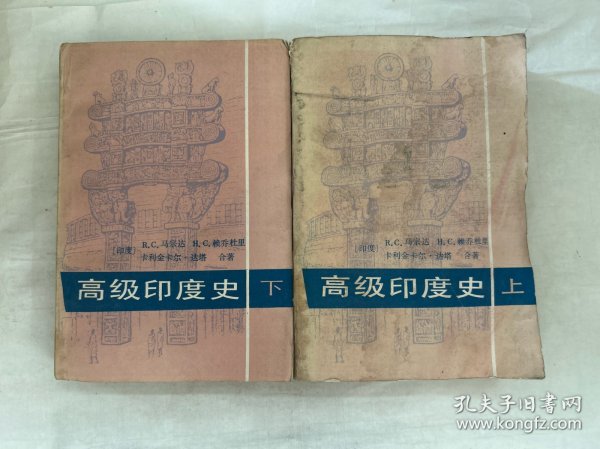 [印度] R.C.马宗达 H.C.赖乔杜里
卡利金卡尔·达塔 合著
高级印度史 下
[印度] R.C.马宗达 H.C.赖乔杜里
卡利金卡尔·达塔 合著
高级印度史 上
孔夫子旧书网
www.kongfz.com